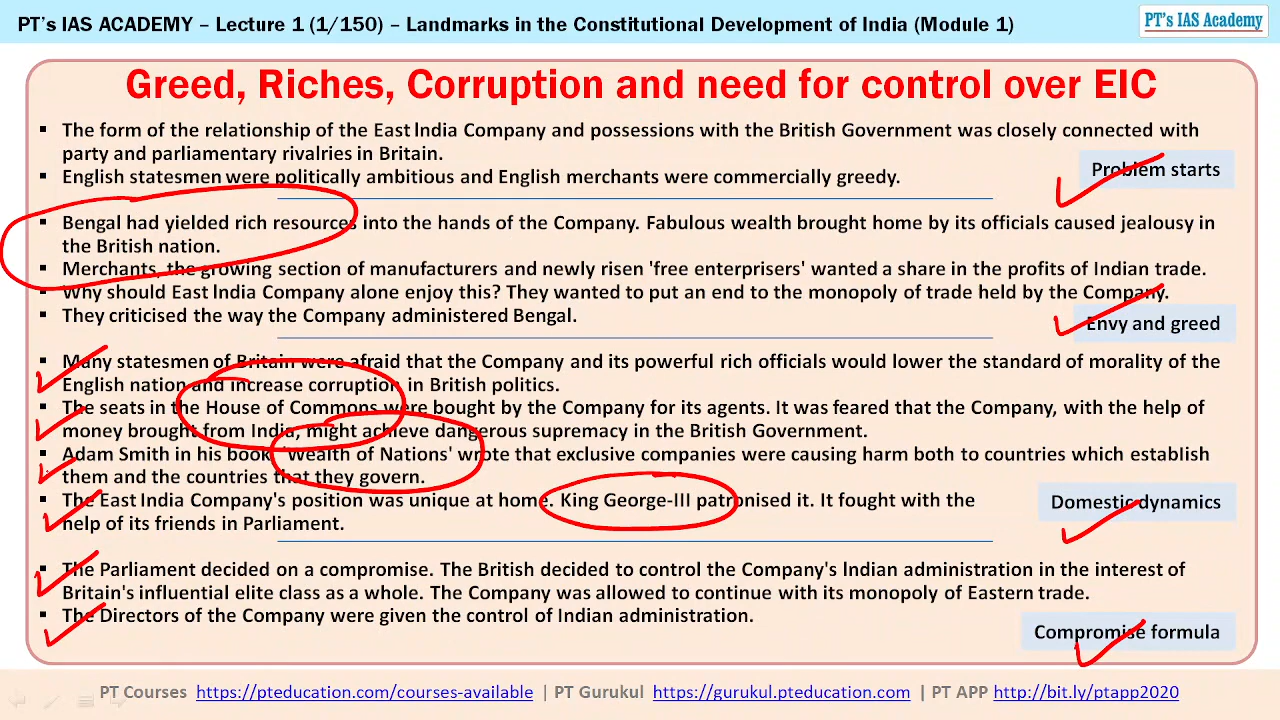 PT's IAS ACADEMY – Lecture 1 (1/150) – Landmarks in the Constitutional Development of India (Module 1)
PT's IAS Academy
Greed, Riches, Corruption and need for control over EIC
▪ The form of the relationship of the East India Company and possessions with the British Government was closely connected with
party and parliamentary rivalries in Britain.
Problem starts
▪ English statesmen were politically ambitious and English merchants were commercially greedy.
▪ Bengal had yielded rich resources into the hands of the Company. Fabulous wealth brought home by its officials caused jealousy in
the British nation.
▪ Merchants, the growing section of manufacturers and newly risen 'free enterprisers' wanted a share in the profits of Indian trade.
▪ Why should East India Company alone enjoy this? They wanted to put an end to the monopoly of trade held by the Company.
▪ They criticised the way the Company administered Bengal.
Envy and greed
▪ Many statesmen of Britain were afraid that the Company and its powerful rich officials would lower the standard of morality of the
English nation and increase corruption in British politics.
▪ The seats in the House of Commons were bought by the Company for its agents. It was feared that the Company, with the help of
money brought from India, might achieve dangerous supremacy in the British Government.
▪ Adam Smith in his book 'Wealth of Nations' wrote that exclusive companies were causing harm both to countries which establish
them and the countries that they govern.
▪ The East India Company's position was unique at home. King George-III patronised it. It fought with the
help of its friends in Parliament.
Domestic dynamics
▪ The Parliament decided on a compromise. The British decided to control the Company's Indian administration in the interest of
Britain's influential elite class as a whole. The Company was allowed to continue with its monopoly of Eastern trade.
▪ The Directors of the Company were given the control of Indian administration.
Compromise formula
PT Courses https://pteducation.com/courses-available | PT Gurukul https://gurukul.pteducation.com | PT APP http://bit.ly/ptapp2020